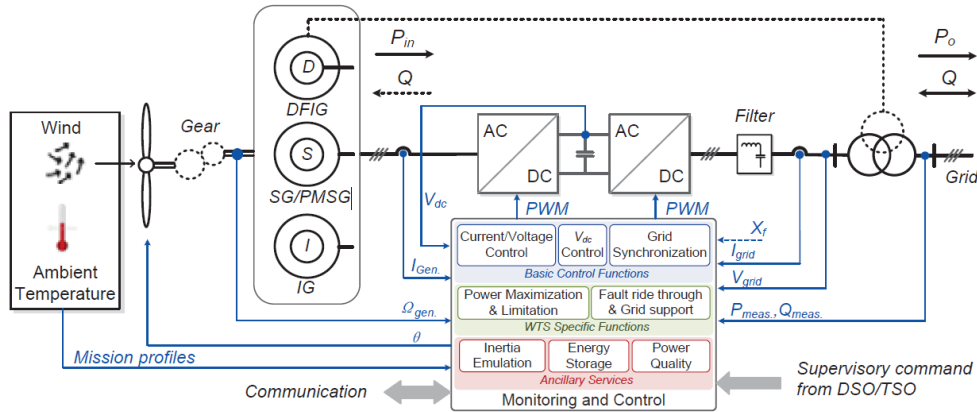 P_in
P_o
D
Q
Q
DFIG
Wind
Gear
Filter
AC
AC
S
SG/PMSG
DC
DC
Grid
V_dc
PWM
PWM
I
IG
Current/Voltage
Control
V_dc
Control
Grid
Synchronization
Basic Control Functions
X_f
I_grid
Ambient
Temperature
I_Gen.
V_grid
Power Maximization
& Limitation
Fault ride through
& Grid support
WTS Specific Functions
Ω_gen.
P_meas., Q_meas.
θ
Mission profiles
Inertia
Emulation
Energy
Storage
Power
Quality
Ancillary Services
Communication
Monitoring and Control
Supervisory command
from DSO/TSO